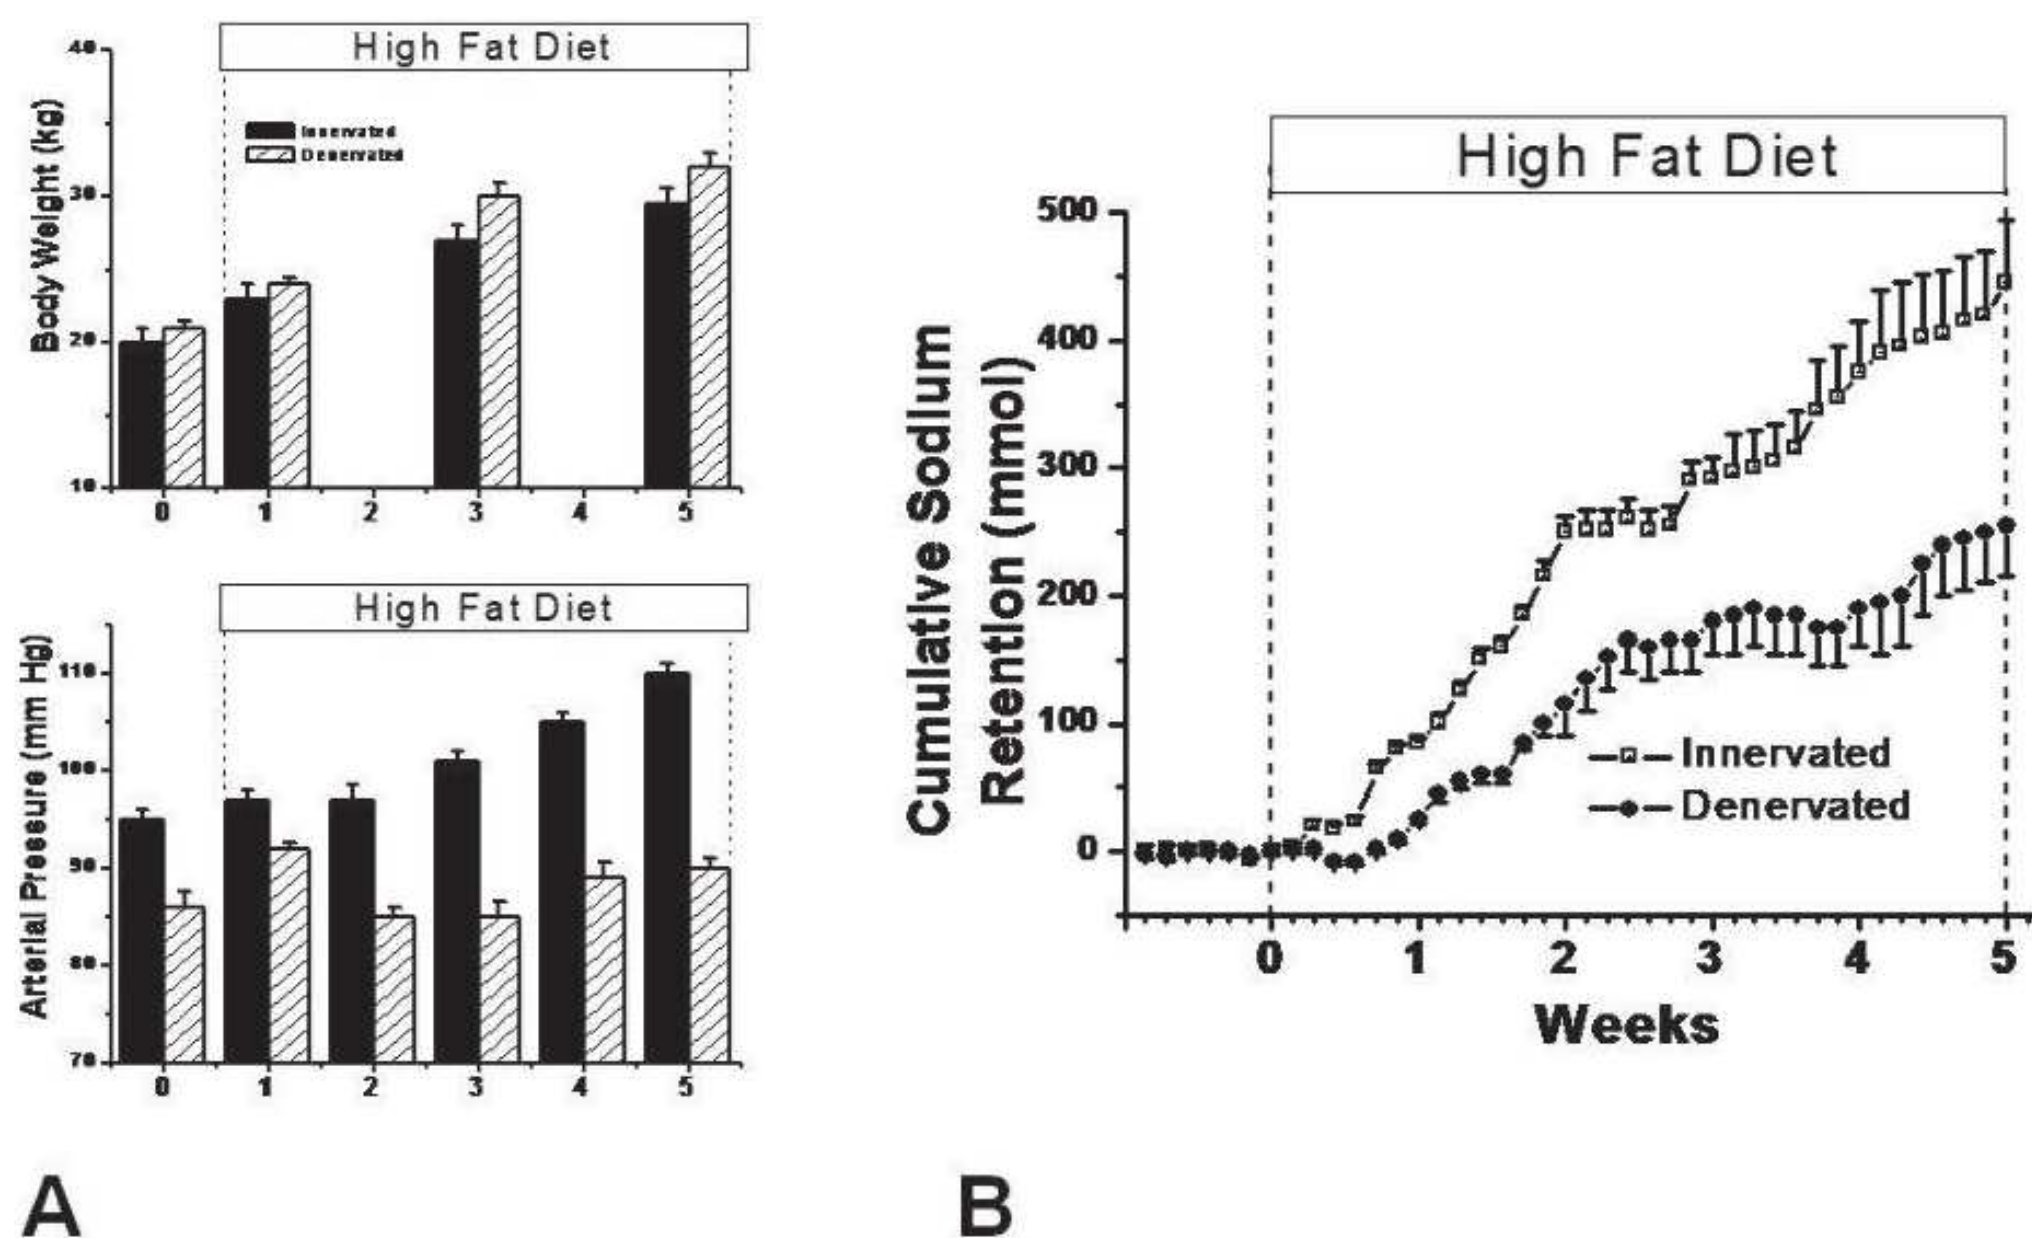 High Fat Diet
40
30
20
10
Body Weight (kg)
Innervated
Denervated
0 1 2 3 4 5
High Fat Diet
110
100
90
80
70
Arterial Pressure (mm Hg)
0 1 2 3 4 5
A
High Fat Diet
500
400
300
200
100
0
Cumulative Sodium
Retention (mmol)
Innervated
Denervated
0 1 2 3 4 5
Weeks
B